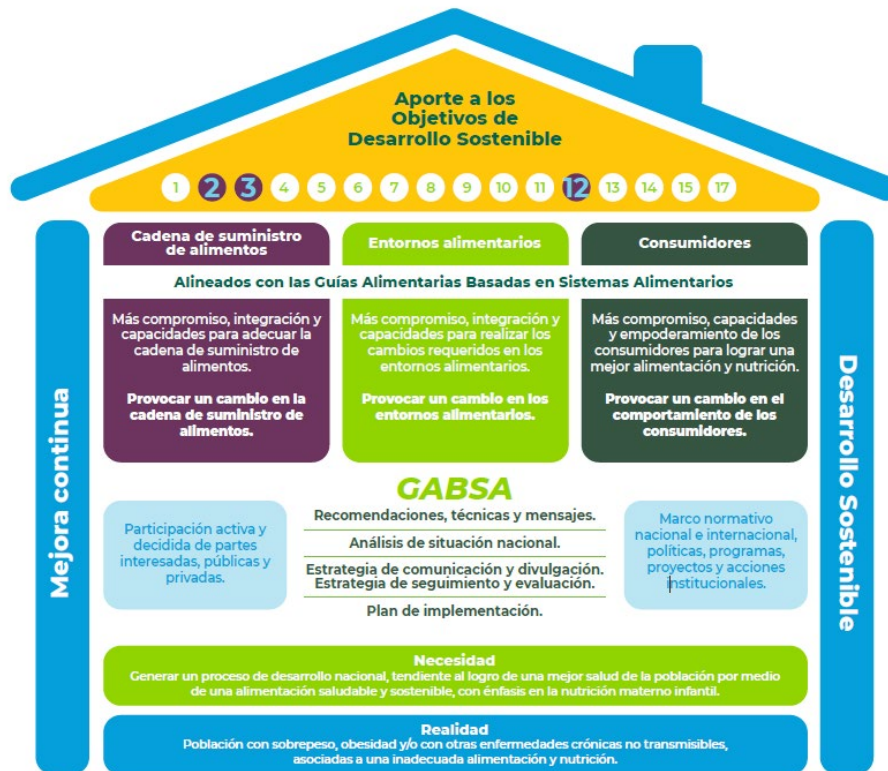 Aporte a los
Objetivos de
Desarrollo Sostenible
1 2 3 4 5 6 7 8 9 10 11 12 13 14 15 17
Mejora continua
Cadena de suministro
de alimentos
Entornos alimentarios
Consumidores
Alineados con las Guías Alimentarias Basadas en Sistemas Alimentarios
Más compromiso, integración y
capacidades para adecuar la
cadena de suministro de
alimentos.
Provocar un cambio en la
cadena de suministro de
alimentos.
Más compromiso, integración y
capacidades para realizar los
cambios requeridos en los
entornos alimentarios.
Provocar un cambio en los
entornos alimentarios.
Más compromiso, capacidades
y empoderamiento de los
consumidores para lograr una
mejor alimentación y nutrición.
Provocar un cambio en el
comportamiento de los
consumidores.
Desarrollo Sostenible
GABSA
Participación activa y
decidida de partes
interesadas, públicas y
privadas.
Recomendaciones, técnicas y mensajes.
Análisis de situación nacional.
Estrategia de comunicación y divulgación.
Estrategia de seguimiento y evaluación.
Plan de implementación.
Marco normativo
nacional e internacional,
políticas, programas,
proyectos y acciones
institucionales.
Necesidad
Generar un proceso de desarrollo nacional, tendiente al logro de una mejor salud de la población por medio
de una alimentación saludable y sostenible, con énfasis en la nutrición materno infantil.
Realidad
Población con sobrepeso, obesidad y/o con otras enfermedades crónicas no transmisibles,
asociadas a una inadecuada alimentación y nutrición.